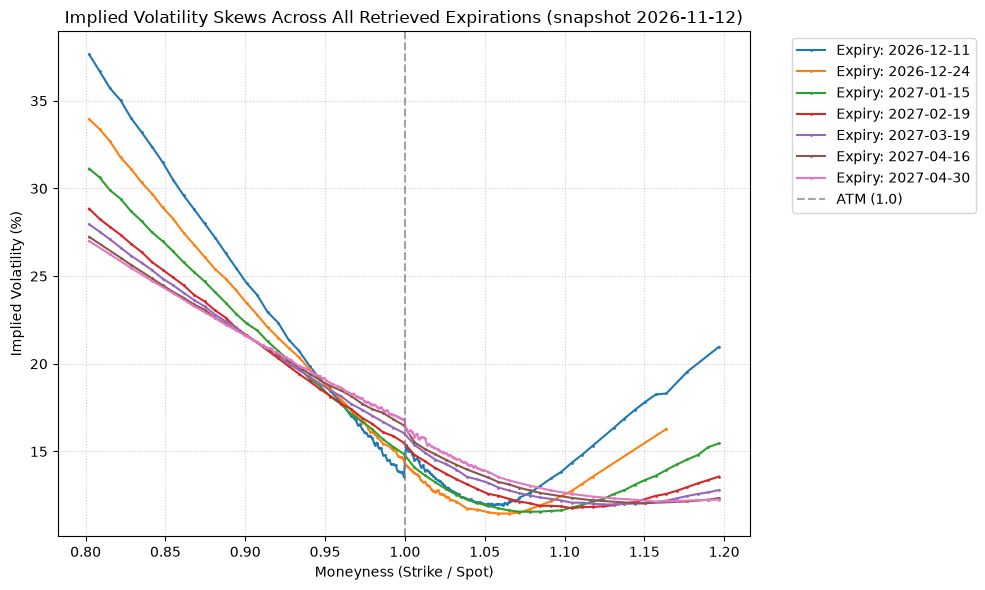 Implied Volatility Skews Across All Retrieved Expirations (snapshot 2026-11-12)
Expiry: 2026-12-11
Expiry: 2026-12-24
Expiry: 2027-01-15
Expiry: 2027-02-19
Expiry: 2027-03-19
Expiry: 2027-04-16
Expiry: 2027-04-30
ATM (1.0)
Implied Volatility (%)
35
30
25
20
15
0.80 0.85 0.90 0.95 1.00 1.05 1.10 1.15 1.20
Moneyness (Strike / Spot)